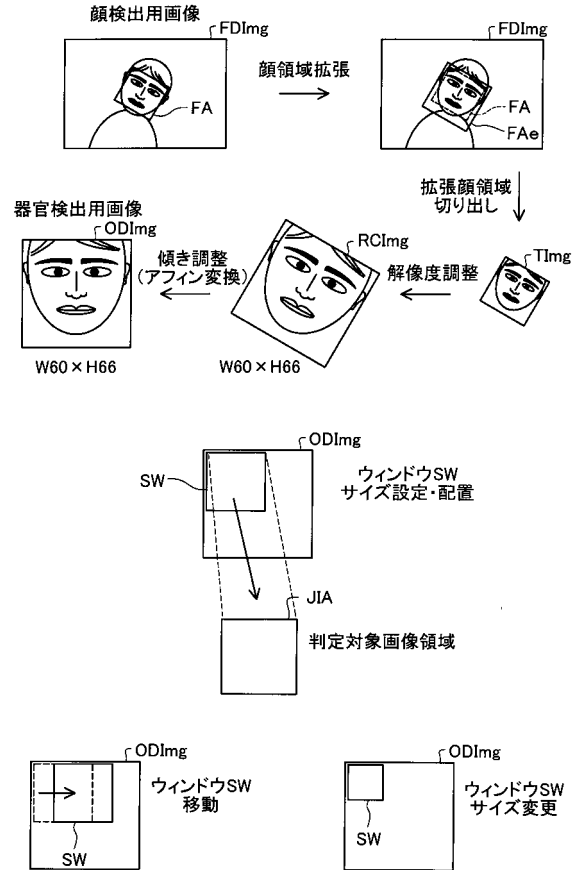 顔検出用画像
FDImg
FA
顔領域拡張
FDImg
FA
FAe
拡張顔領域
切り出し
TImg
解像度調整
RCImg
W60×H66
傾き調整
(アフィン変換)
器官検出用画像
ODImg
W60×H66
ODImg
SW
ウィンドウSW
サイズ設定・配置
JIA
判定対象画像領域
ODImg
ウィンドウSW
移動
SW
ODImg
ウィンドウSW
サイズ変更
SW